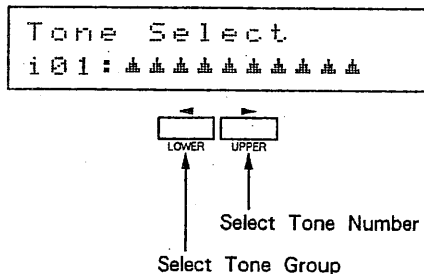 Tone Select
i01:
LOWER UPPER
Select Tone Number
Select Tone Group